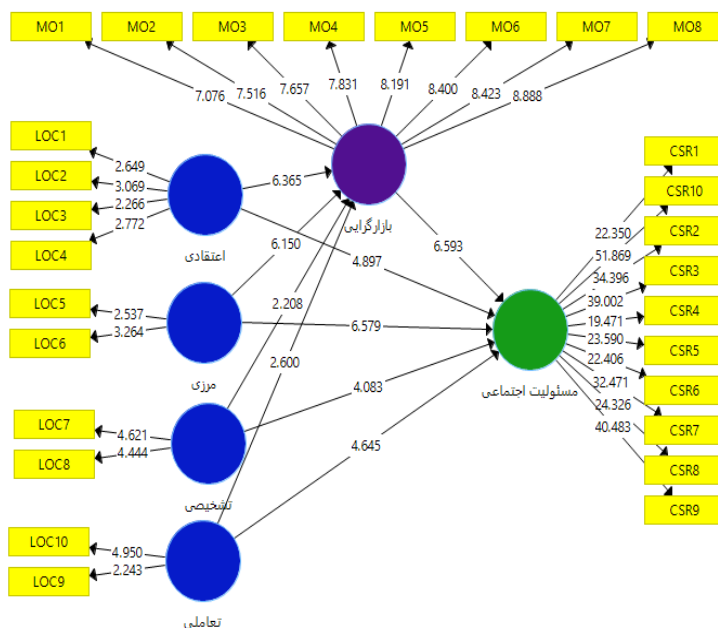 MO1 MO2 MO3 MO4 MO5 MO6 MO7 MO8
7.076 7.516 7.657 7.831 8.191 8.400 8.423 8.888
LOC1
LOC2
LOC3
LOC4
2.649
3.069
2.266
2.772
اعتقادی
6.365
بازارگرایی
6.150
4.897
6.593
LOC5
LOC6
2.537
3.264
مرزی
2.208
6.579
2.600
4.083
LOC7
LOC8
4.621
4.444
تشخیصی
4.645
LOC10
LOC9
4.950
2.243
تعاملی
مسئولیت اجتماعی
CSR1
CSR10
CSR2
CSR3
CSR4
CSR5
CSR6
CSR7
CSR8
CSR9
22.350
51.869
34.396
39.002
19.471
23.590
22.406
32.471
24.326
40.483